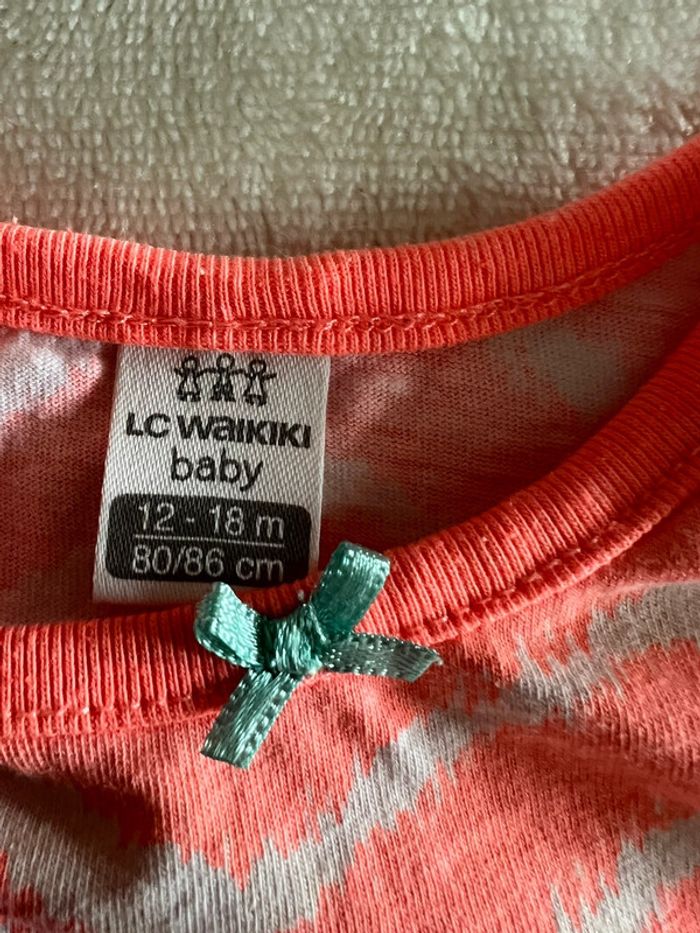 LC WAIKIKI
baby
12 - 18 m
80/86 cm